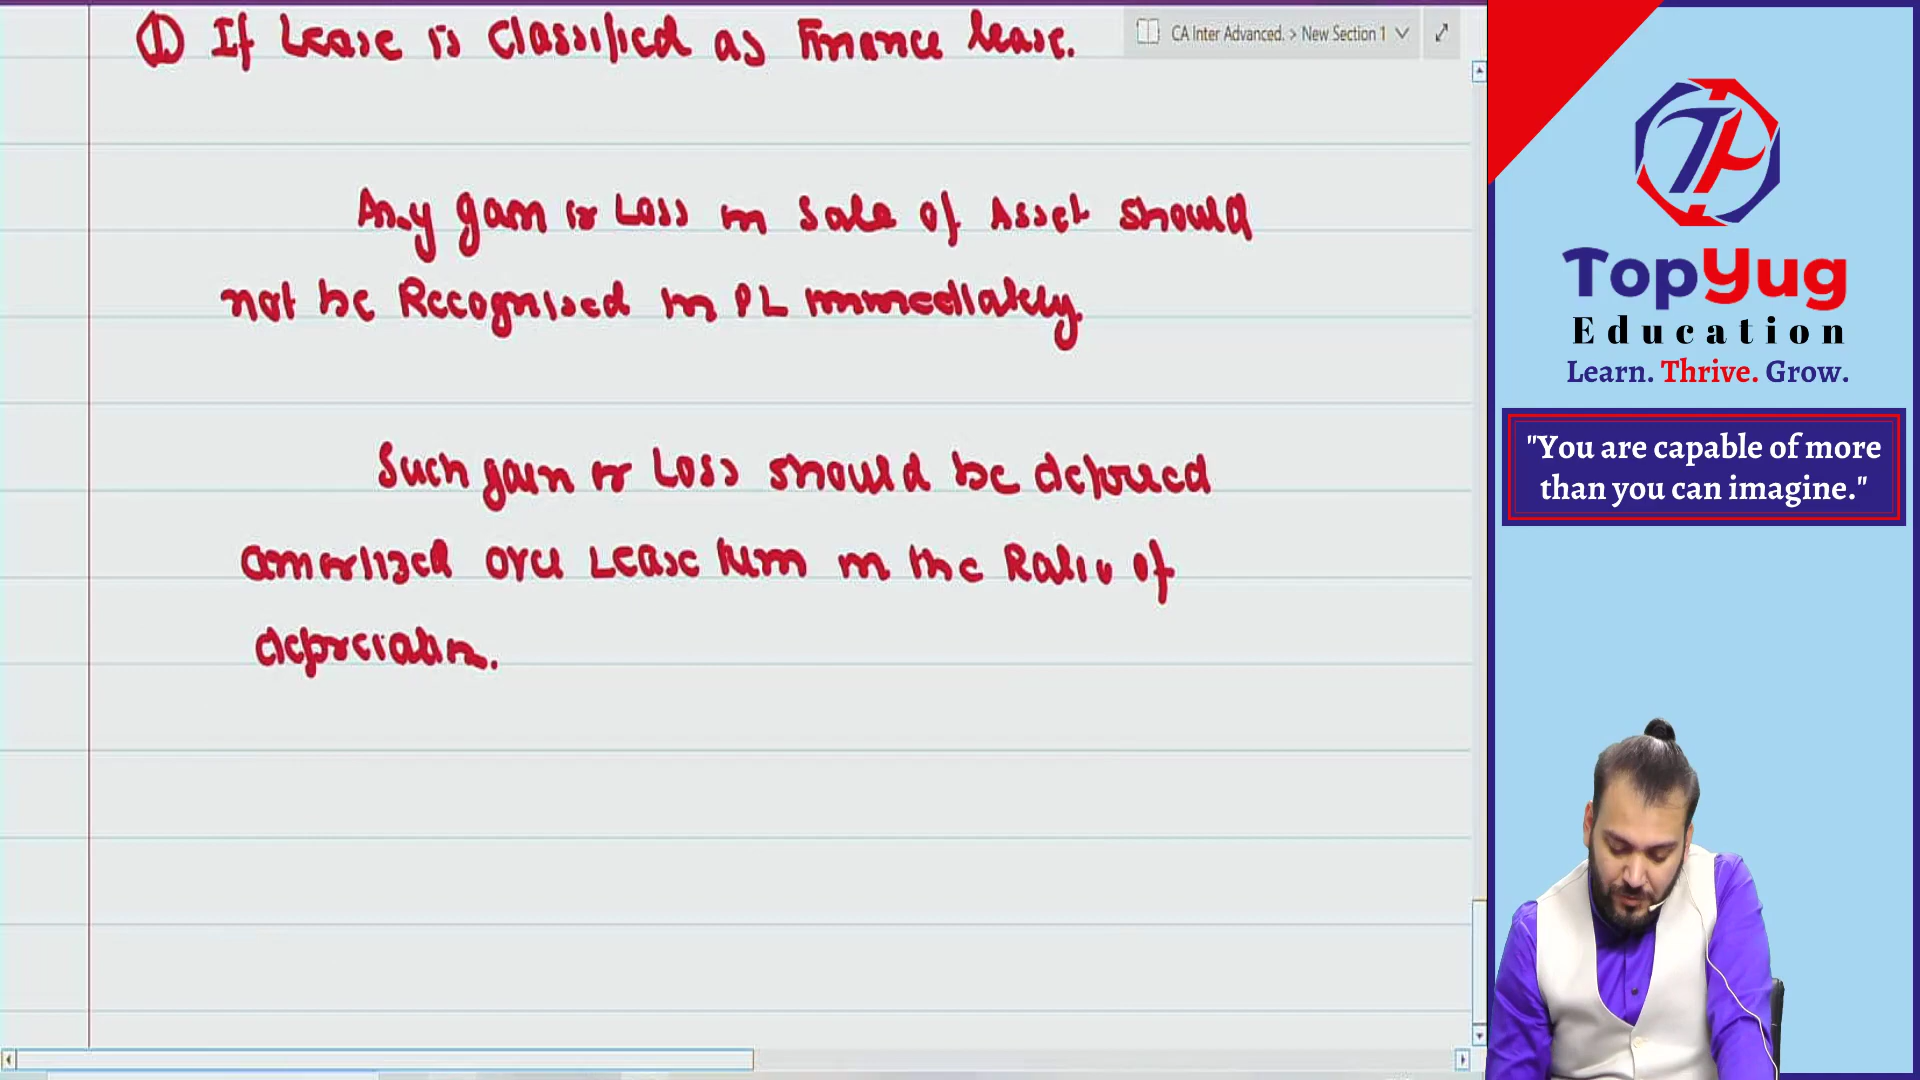 ① If Lease is Classified as Finance lease.
CA Inter Advanced. > New Section 1
Any gain or Loss on Sale of Asset should
not be Recognised in PL immediately.
Such gain or Loss should be defered
amortized over Lease term in the Ratio of
depreciation.
TopYug
Education
Learn. Thrive. Grow.
"You are capable of more
than you can imagine."